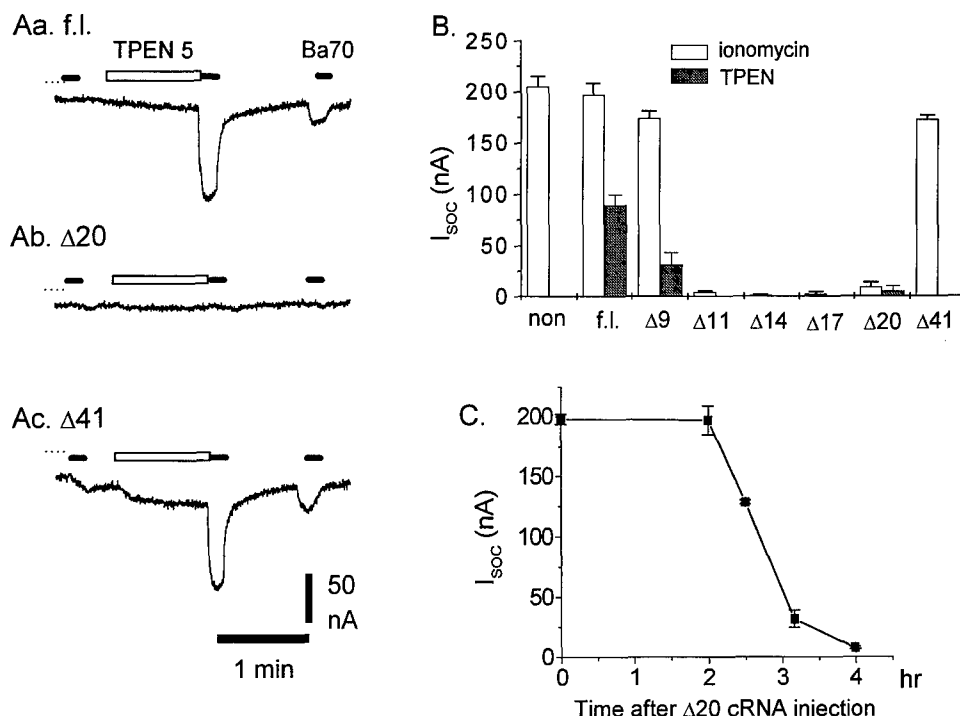 Aa. f.l.
TPEN 5
Ba70
Ab. Δ20
Ac. Δ41
50
nA
1 min
B.
250
200
150
100
50
0
I_SOC (nA)
ionomycin
TPEN
non f.l. Δ9 Δ11 Δ14 Δ17 Δ20 Δ41
C.
200
150
100
50
0
I_SOC (nA)
0 1 2 3 4 hr
Time after Δ20 cRNA injection